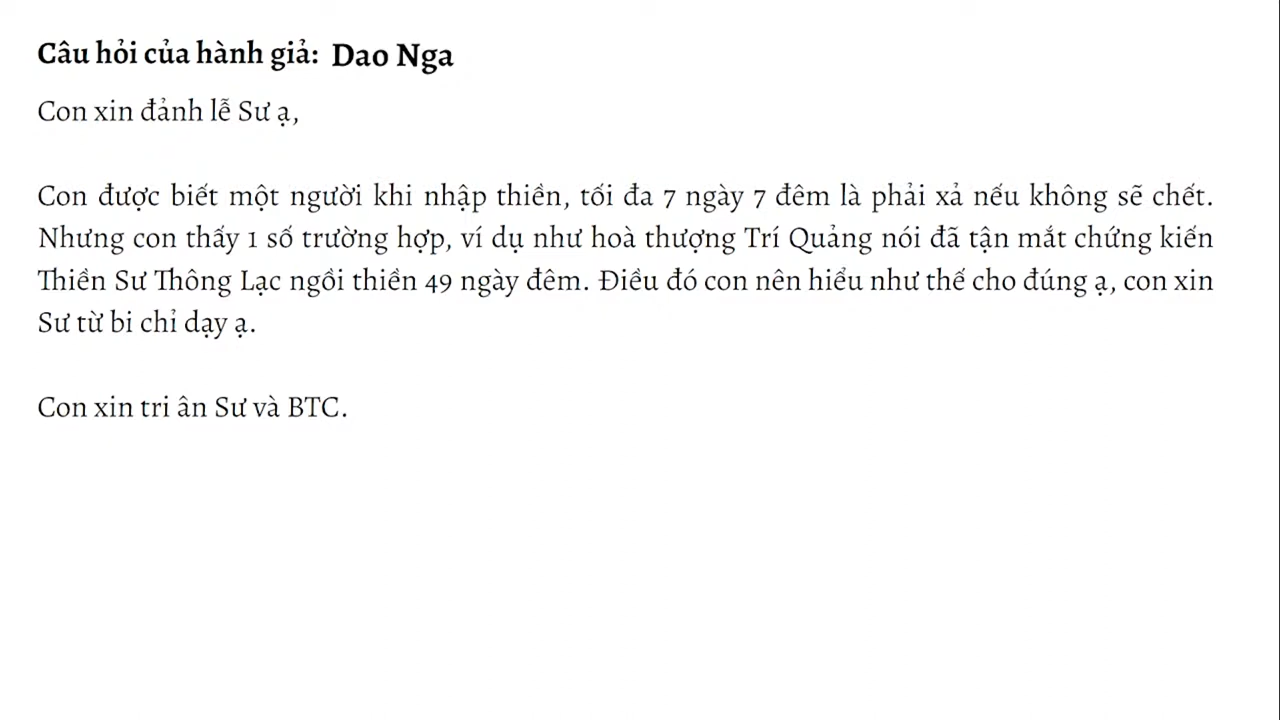 Câu hỏi của hành giả: Dao Nga
Con xin đảnh lễ Sư ạ,
Con được biết một người khi nhập thiền, tối đa 7 ngày 7 đêm là phải xả nếu không sẽ chết.
Nhưng con thấy 1 số trường hợp, ví dụ như hoà thượng Trí Quảng nói đã tận mắt chứng kiến
Thiền Sư Thông Lạc ngồi thiền 49 ngày đêm. Điều đó con nên hiểu như thế cho đúng ạ, con xin
Sư từ bi chỉ dạy ạ.
Con xin tri ân Sư và BTC.